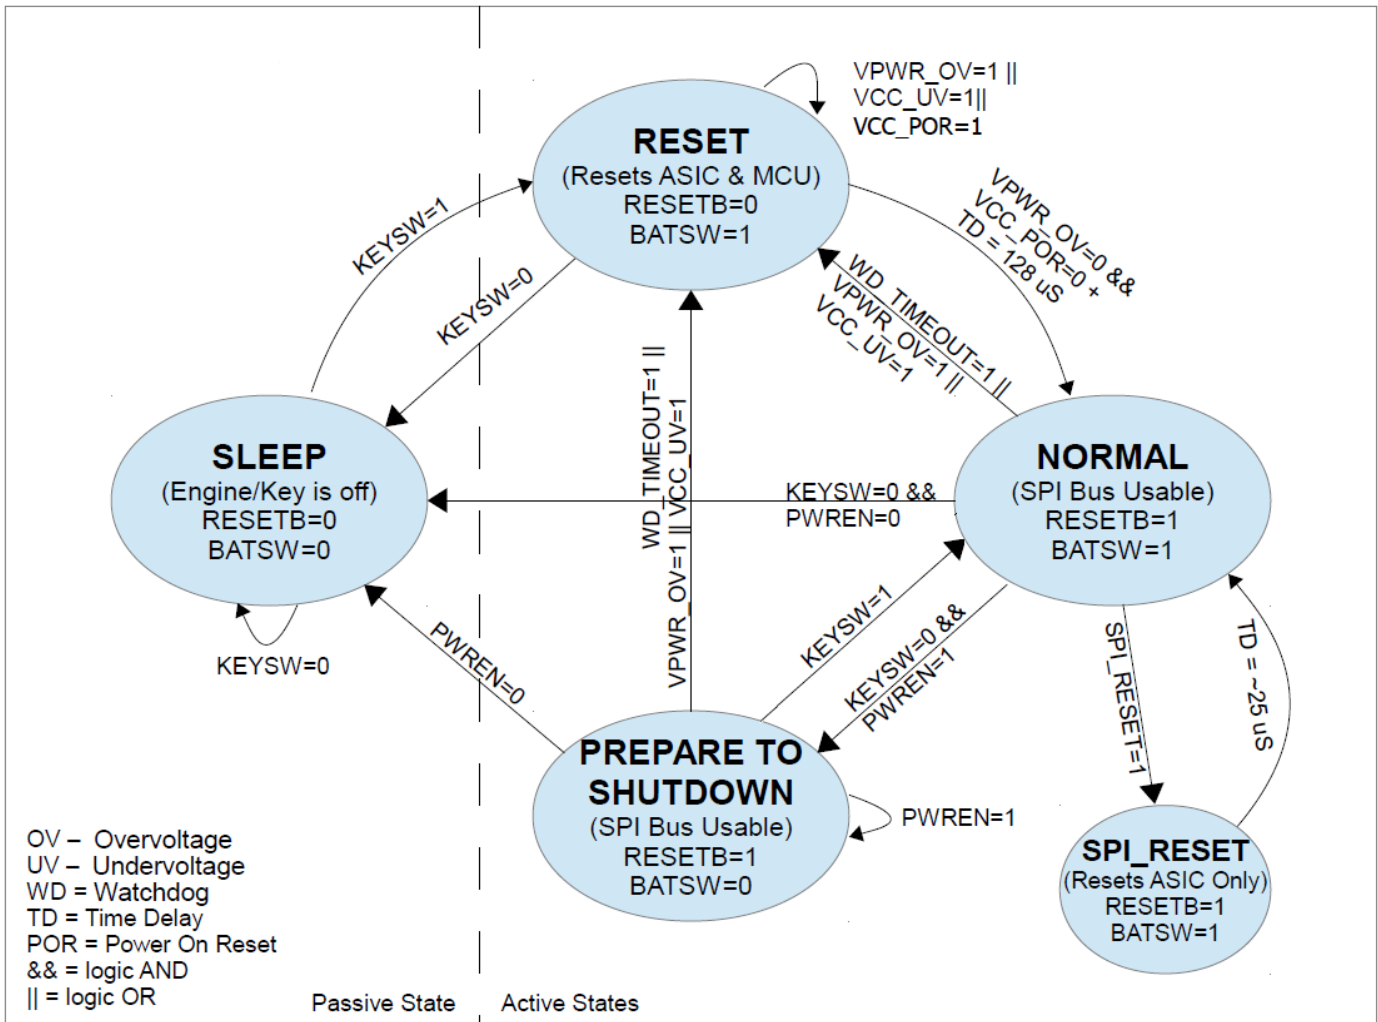 VPWR_OV=1 ||
VCC_UV=1||
VCC_POR=1
RESET
(Resets ASIC & MCU)
RESETB=0
BATSW=1
VPWR_OV=0 &&
VCC_POR=0 +
TD = 128 uS
KEYSW=1
KEYSW=0
WD_TIMEOUT=1 ||
VPWR_OV=1 ||
VCC_UV=1
WD_TIMEOUT=1 ||
VPWR_OV=1 || VCC_UV=1
SLEEP
(Engine/Key is off)
RESETB=0
BATSW=0
KEYSW=0 &&
PWREN=0
NORMAL
(SPI Bus Usable)
RESETB=1
BATSW=1
KEYSW=0
PWREN=0
KEYSW=1
KEYSW=0 &&
PWREN=1
SPI_RESET=1
TD = ~25 uS
PREPARE TO
SHUTDOWN
(SPI Bus Usable)
RESETB=1
BATSW=0
PWREN=1
SPI_RESET
(Resets ASIC Only)
RESETB=1
BATSW=1
OV – Overvoltage
UV – Undervoltage
WD = Watchdog
TD = Time Delay
POR = Power On Reset
&& = logic AND
|| = logic OR
Passive State
Active States